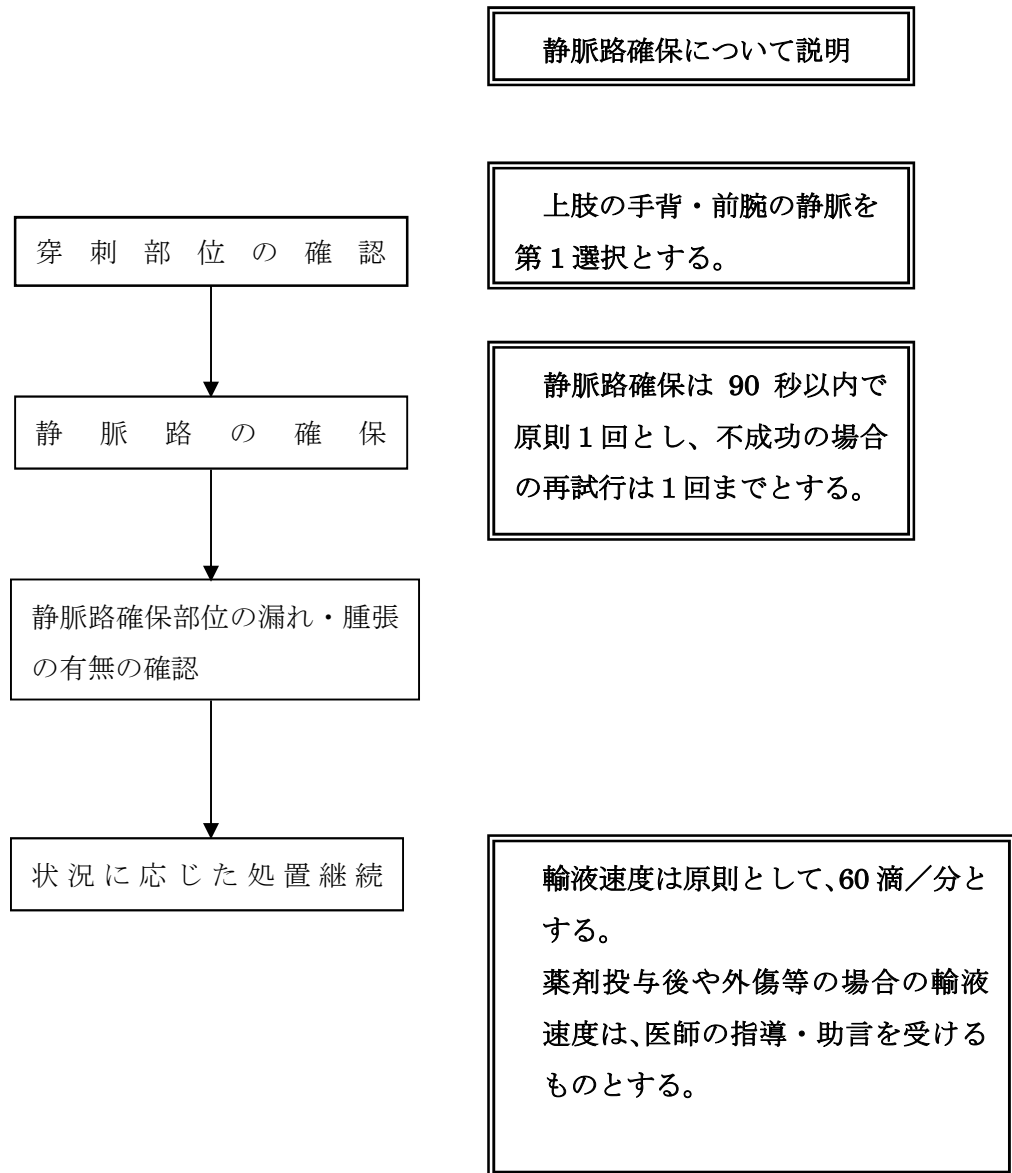 静脈路確保について説明
上肢の手背・前腕の静脈を
第1選択とする。
穿刺部位の確認
静脈路確保は 90 秒以内で
原則1回とし、不成功の場合
の再試行は1回までとする。
静脈路の確保
静脈路確保部位の漏れ・腫張
の有無の確認
状況に応じた処置継続
輸液速度は原則として、60 滴／分と
する。
薬剤投与後や外傷等の場合の輸液
速度は、医師の指導・助言を受ける
ものとする。